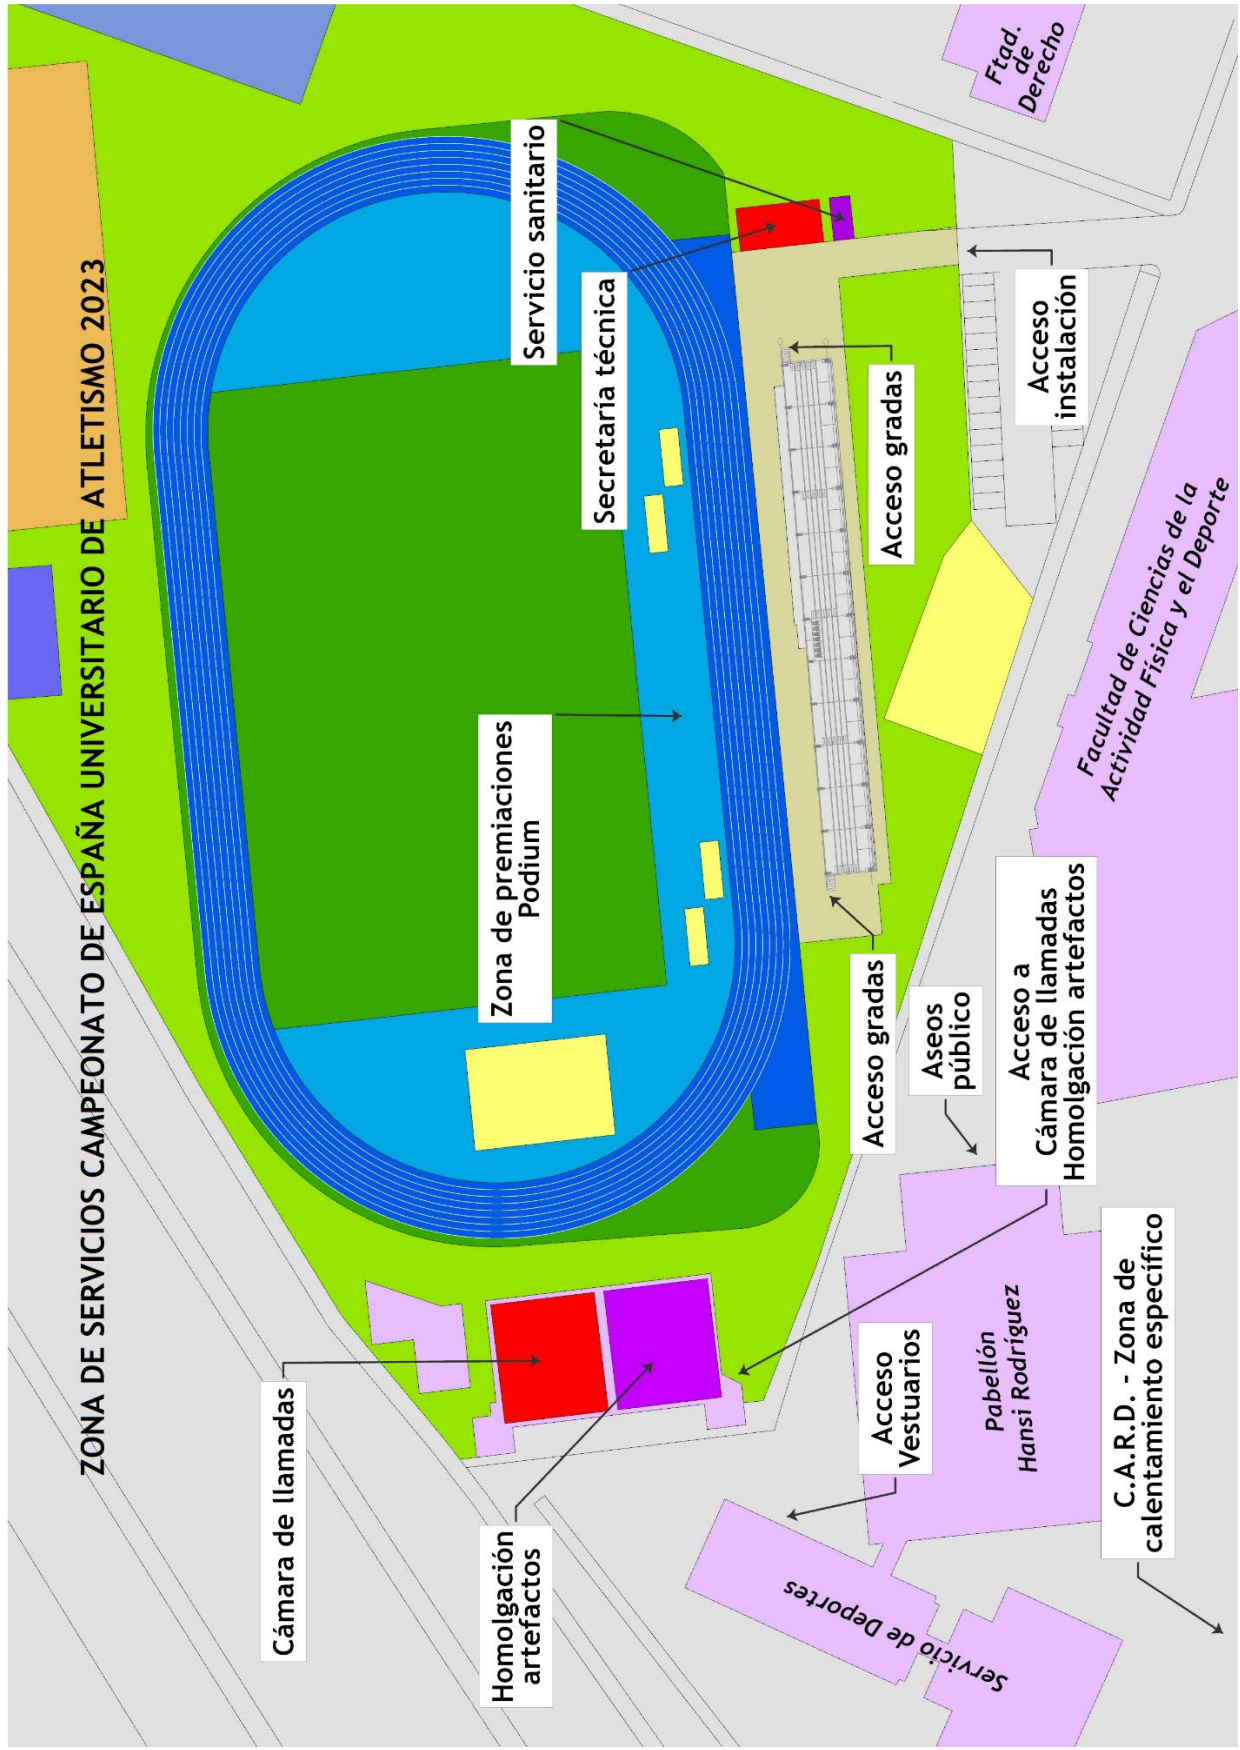 ZONA DE SERVICIOS CAMPEONATO DE ESPAÑA UNIVERSITARIO DE ATLETISMO 2023
Cámara de llamadas
Homolgación
artefactos
Zona de premiaciones
Podium
Servicio sanitario
Secretaría técnica
Ftad.
de
Derecho
Acceso
Vestuarios
Acceso gradas
Acceso gradas
Servicio de Deportes
Aseos
público
Pabellón
Hansi Rodríguez
Acceso a
Cámara de llamadas
Homolgación artefactos
Acceso
instalación
C.A.R.D. - Zona de
calentamiento específico
Facultad de Ciencias de la
Actividad Física y el Deporte